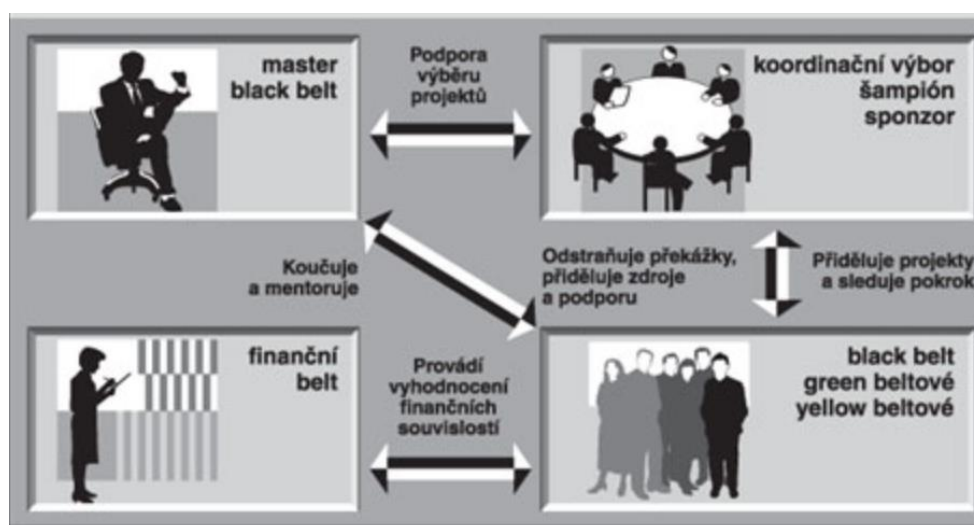 master
black belt
Podpora
výběru
projektů
koordinační výbor
šampión
sponzor
Koučuje
a mentoruje
Odstraňuje překážky,
přiděluje zdroje
a podporu
Přiděluje projekty
a sleduje pokrok
finanční
belt
Provádí
vyhodnocení
finančních
souvislostí
black belt
green beltové
yellow beltové